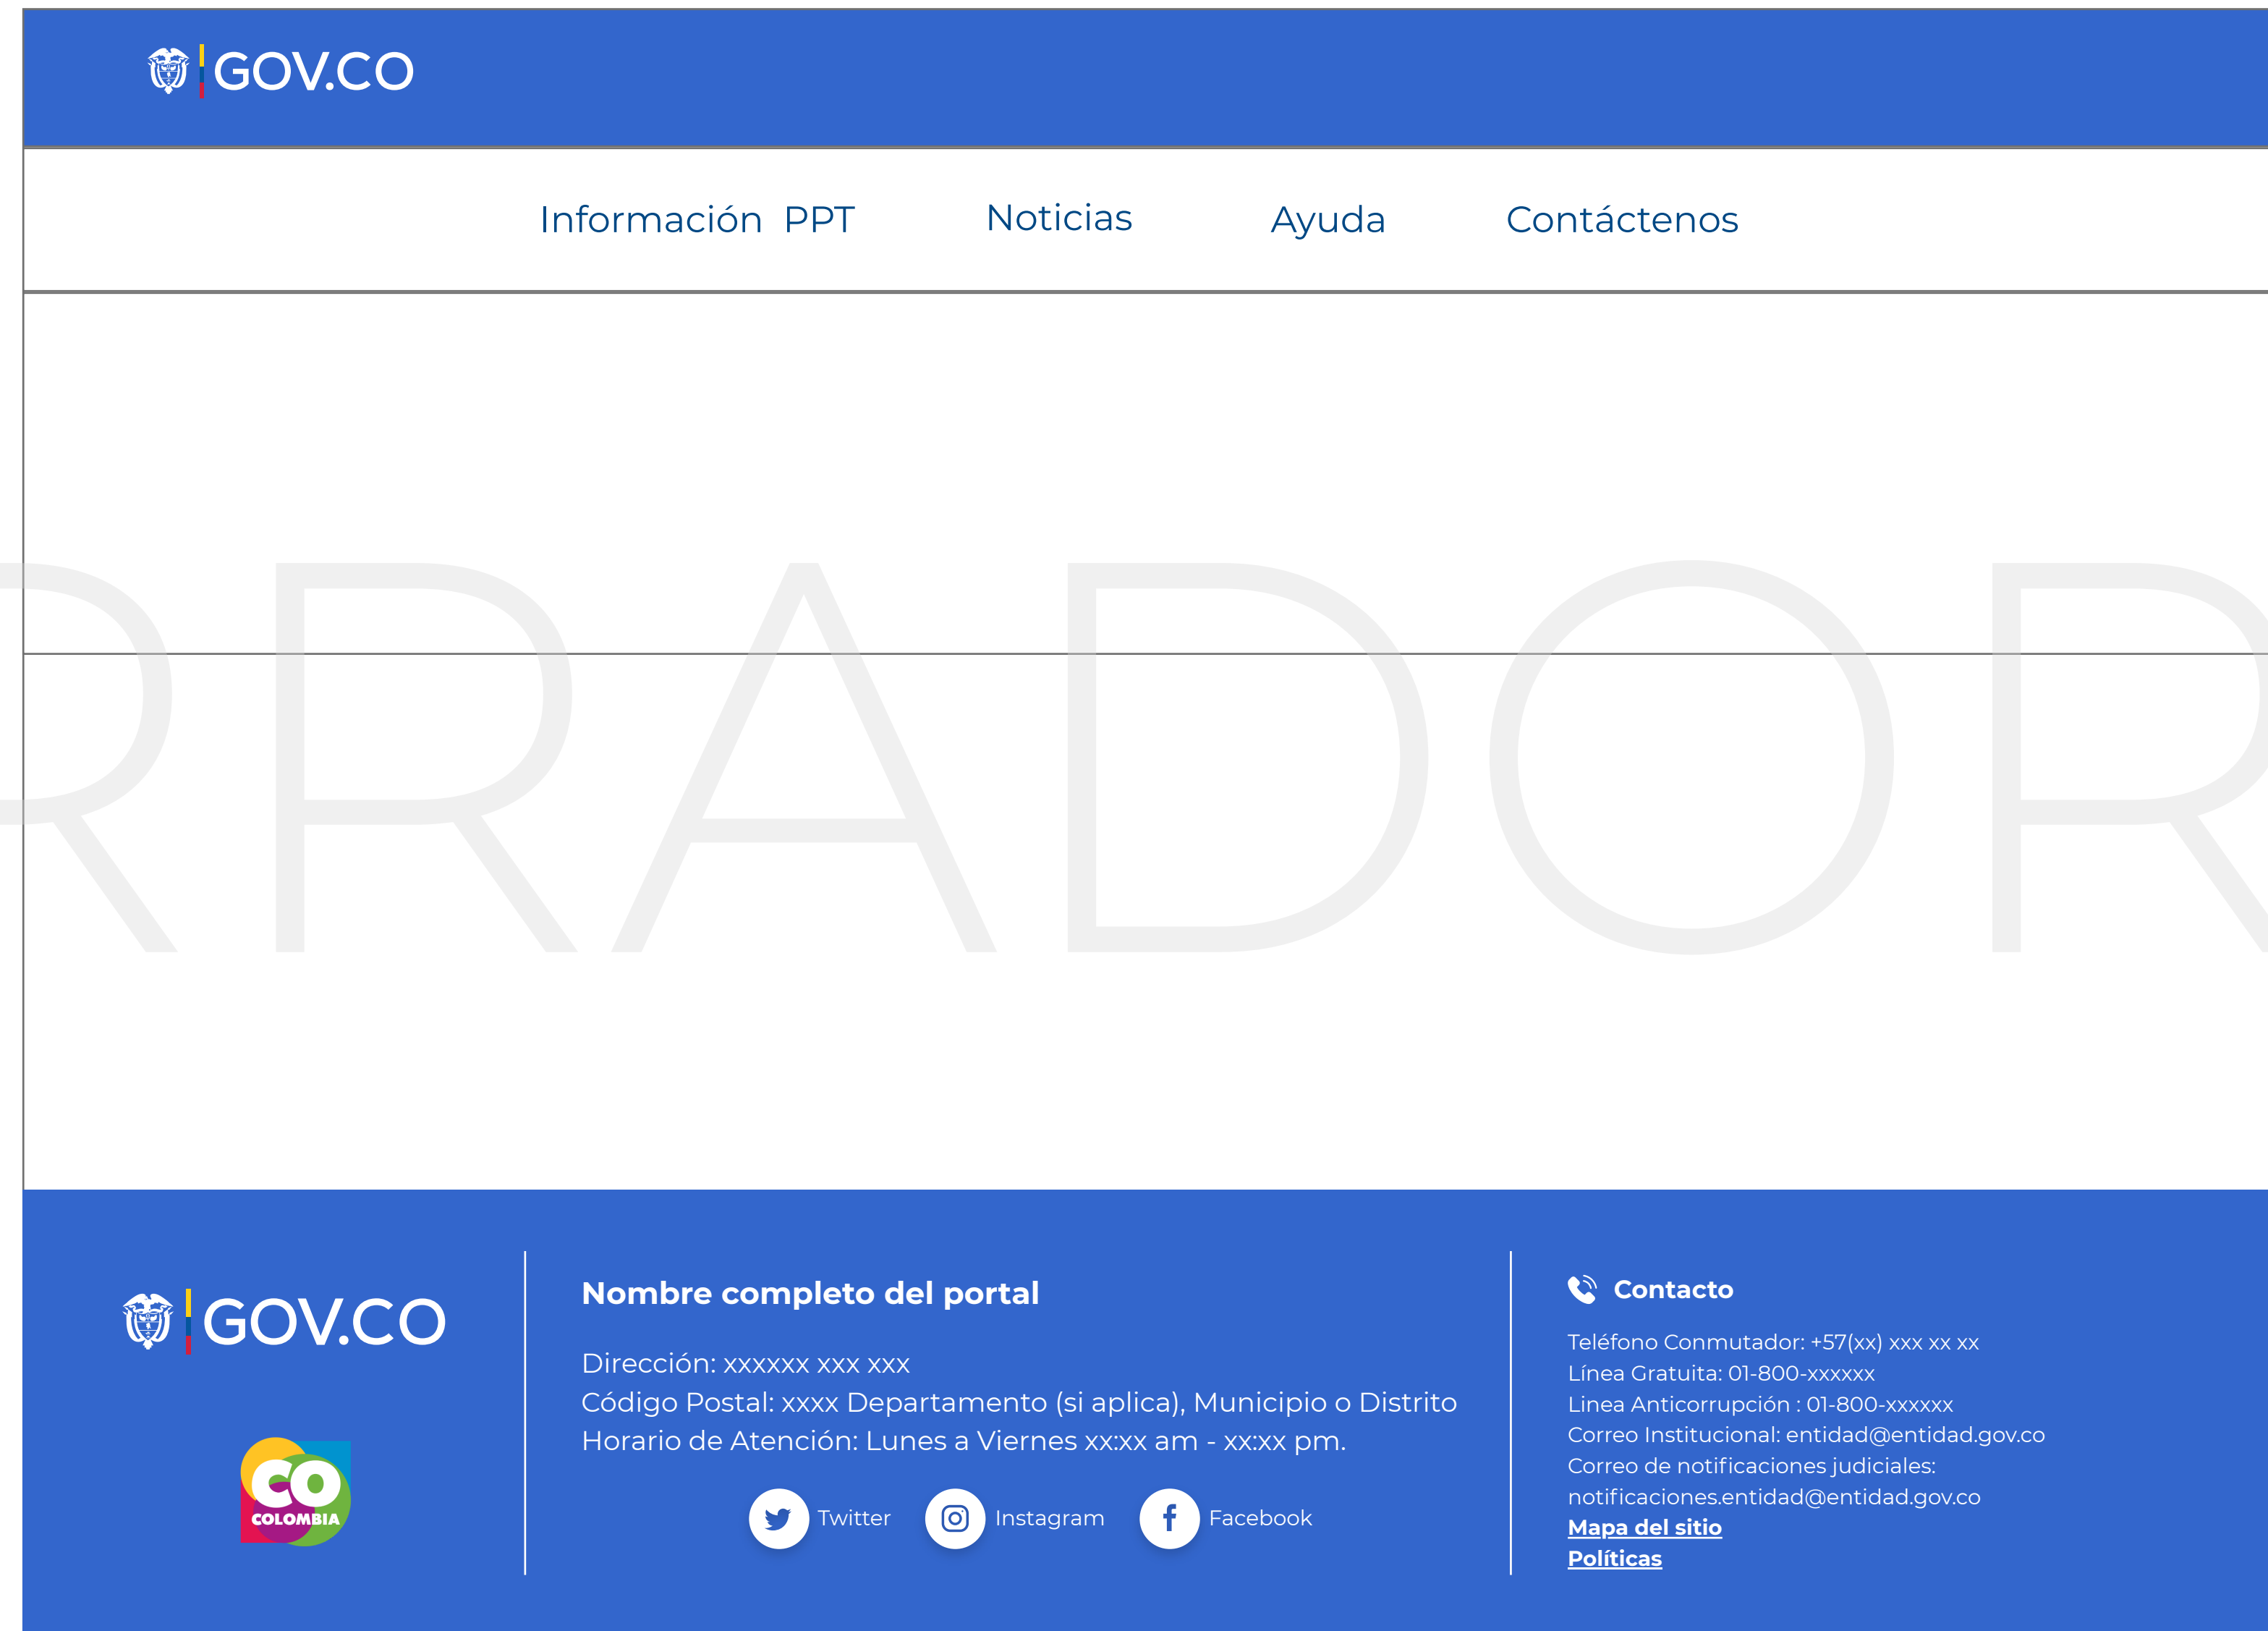 GOV.CO
Información PPT Noticias Ayuda Contáctenos
RRADOR
GOV.CO
CO
COLOMBIA
Nombre completo del portal
Dirección: xxxxxx xxx xxx
Código Postal: xxxx Departamento (si aplica), Municipio o Distrito
Horario de Atención: Lunes a Viernes xx:xx am - xx:xx pm.
Twitter Instagram Facebook
Contacto
Teléfono Conmutador: +57(xx) xxx xx xx
Línea Gratuita: 01-800-xxxxxx
Linea Anticorrupción : 01-800-xxxxxx
Correo Institucional: entidad@entidad.gov.co
Correo de notificaciones judiciales:
notificaciones.entidad@entidad.gov.co
Mapa del sitio
Políticas